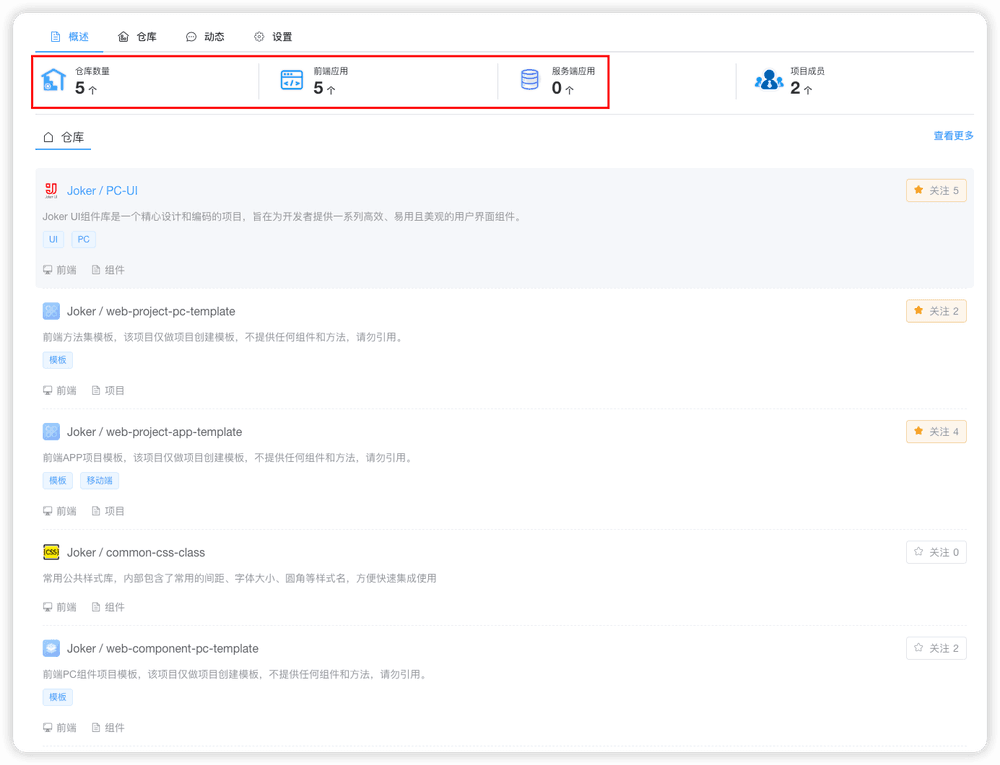 概述 仓库 动态 设置
仓库数量 前端应用 服务端应用 项目成员
5个 5个 0个 2个
仓库 查看更多
Joker / PC-UI 关注 5
Joker UI组件库是一个精心设计和编码的项目，旨在为开发者提供一系列高效、易用且美观的用户界面组件。
UI PC
前端 组件
Joker / web-project-pc-template 关注 2
前端方法集模板，该项目仅做项目创建模板，不提供任何组件和方法，请勿引用。
模板
前端 项目
Joker / web-project-app-template 关注 4
前端APP项目模板，该项目仅做项目创建模板，不提供任何组件和方法，请勿引用。
模板 移动端
前端 项目
CSS Joker / common-css-class 关注 0
常用公共样式库，内部包含了常用的间距、字体大小、圆角等样式名，方便快速集成使用
前端 组件
Joker / web-component-pc-template 关注 2
前端PC组件项目模板，该项目仅做项目创建模板，不提供任何组件和方法，请勿引用。
模板
前端 组件